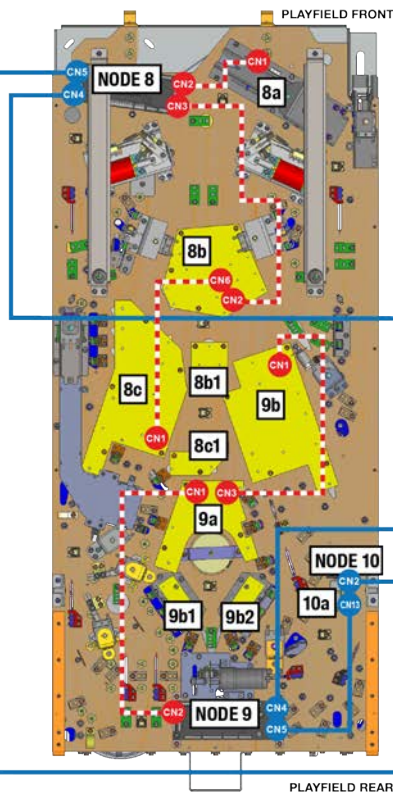 PLAYFIELD FRONT
CN5
NODE 8
CN2
CN1
CN4
CN3
8a
8b
CN6
CN2
CN1
8b1
8c
9b
CN1
8c1
CN1
CN3
9a
NODE 10
CN2
10a
CN13
9b1
9b2
CN2
NODE 9
CN4
CN5
PLAYFIELD REAR